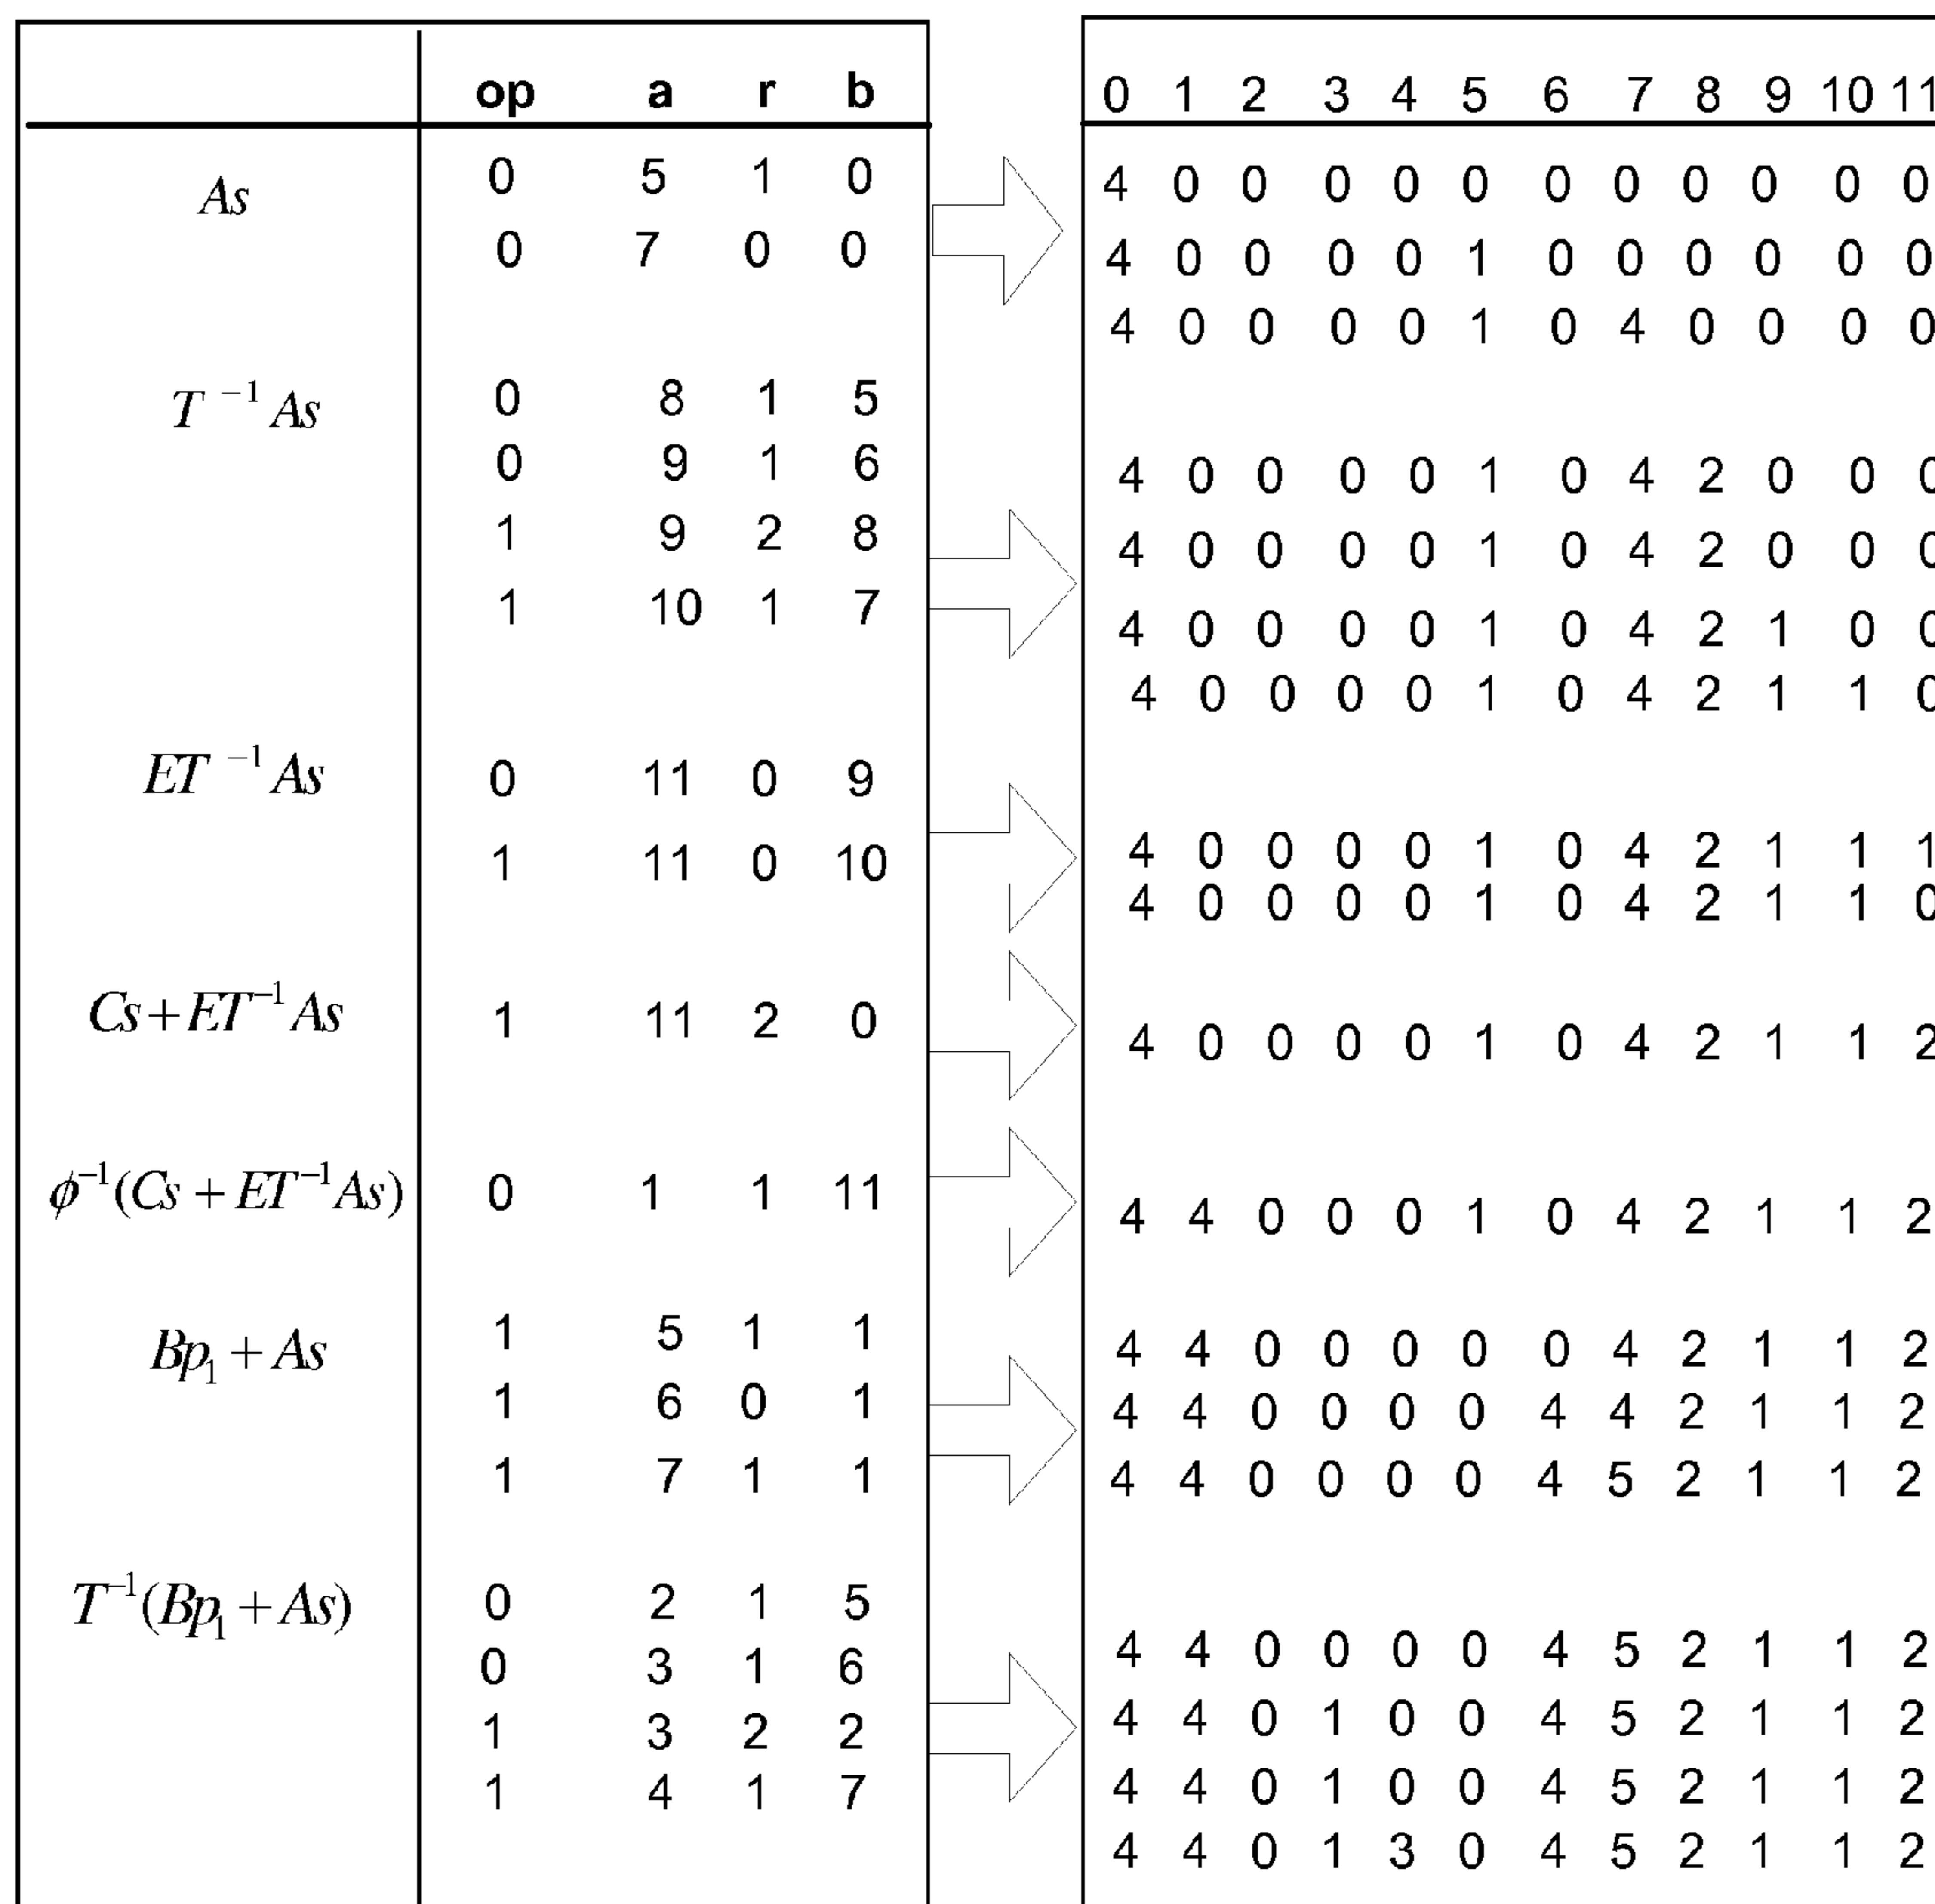 op a r b 0 1 2 3 4 5 6 7 8 9 10 11
As 0 5 1 0 4 0 0 0 0 0 0 0 0 0 0 0
0 7 0 0 4 0 0 0 0 1 0 0 0 0 0 0
4 0 0 0 0 1 0 4 0 0 0 0
T⁻¹As 0 8 1 5
0 9 1 6 4 0 0 0 0 1 0 4 2 0 0 0
1 9 2 8 4 0 0 0 0 1 0 4 2 0 0 0
1 10 1 7 4 0 0 0 0 1 0 4 2 1 0 0
4 0 0 0 0 1 0 4 2 1 1 0
ET⁻¹As 0 11 0 9
1 11 0 10 4 0 0 0 0 1 0 4 2 1 1 1
4 0 0 0 0 1 0 4 2 1 1 0
Cs+ET⁻¹As 1 11 2 0 4 0 0 0 0 1 0 4 2 1 1 2
ϕ⁻¹(Cs+ET⁻¹As) 0 1 1 11 4 4 0 0 0 1 0 4 2 1 1 2
Bp₁+As 1 5 1 1 4 4 0 0 0 0 0 4 2 1 1 2
1 6 0 1 4 4 0 0 0 0 4 4 2 1 1 2
1 7 1 1 4 4 0 0 0 0 4 5 2 1 1 2
T⁻¹(Bp₁+As) 0 2 1 5
0 3 1 6 4 4 0 0 0 0 4 5 2 1 1 2
1 3 2 2 4 4 0 1 0 0 4 5 2 1 1 2
1 4 1 7 4 4 0 1 0 0 4 5 2 1 1 2
4 4 0 1 3 0 4 5 2 1 1 2